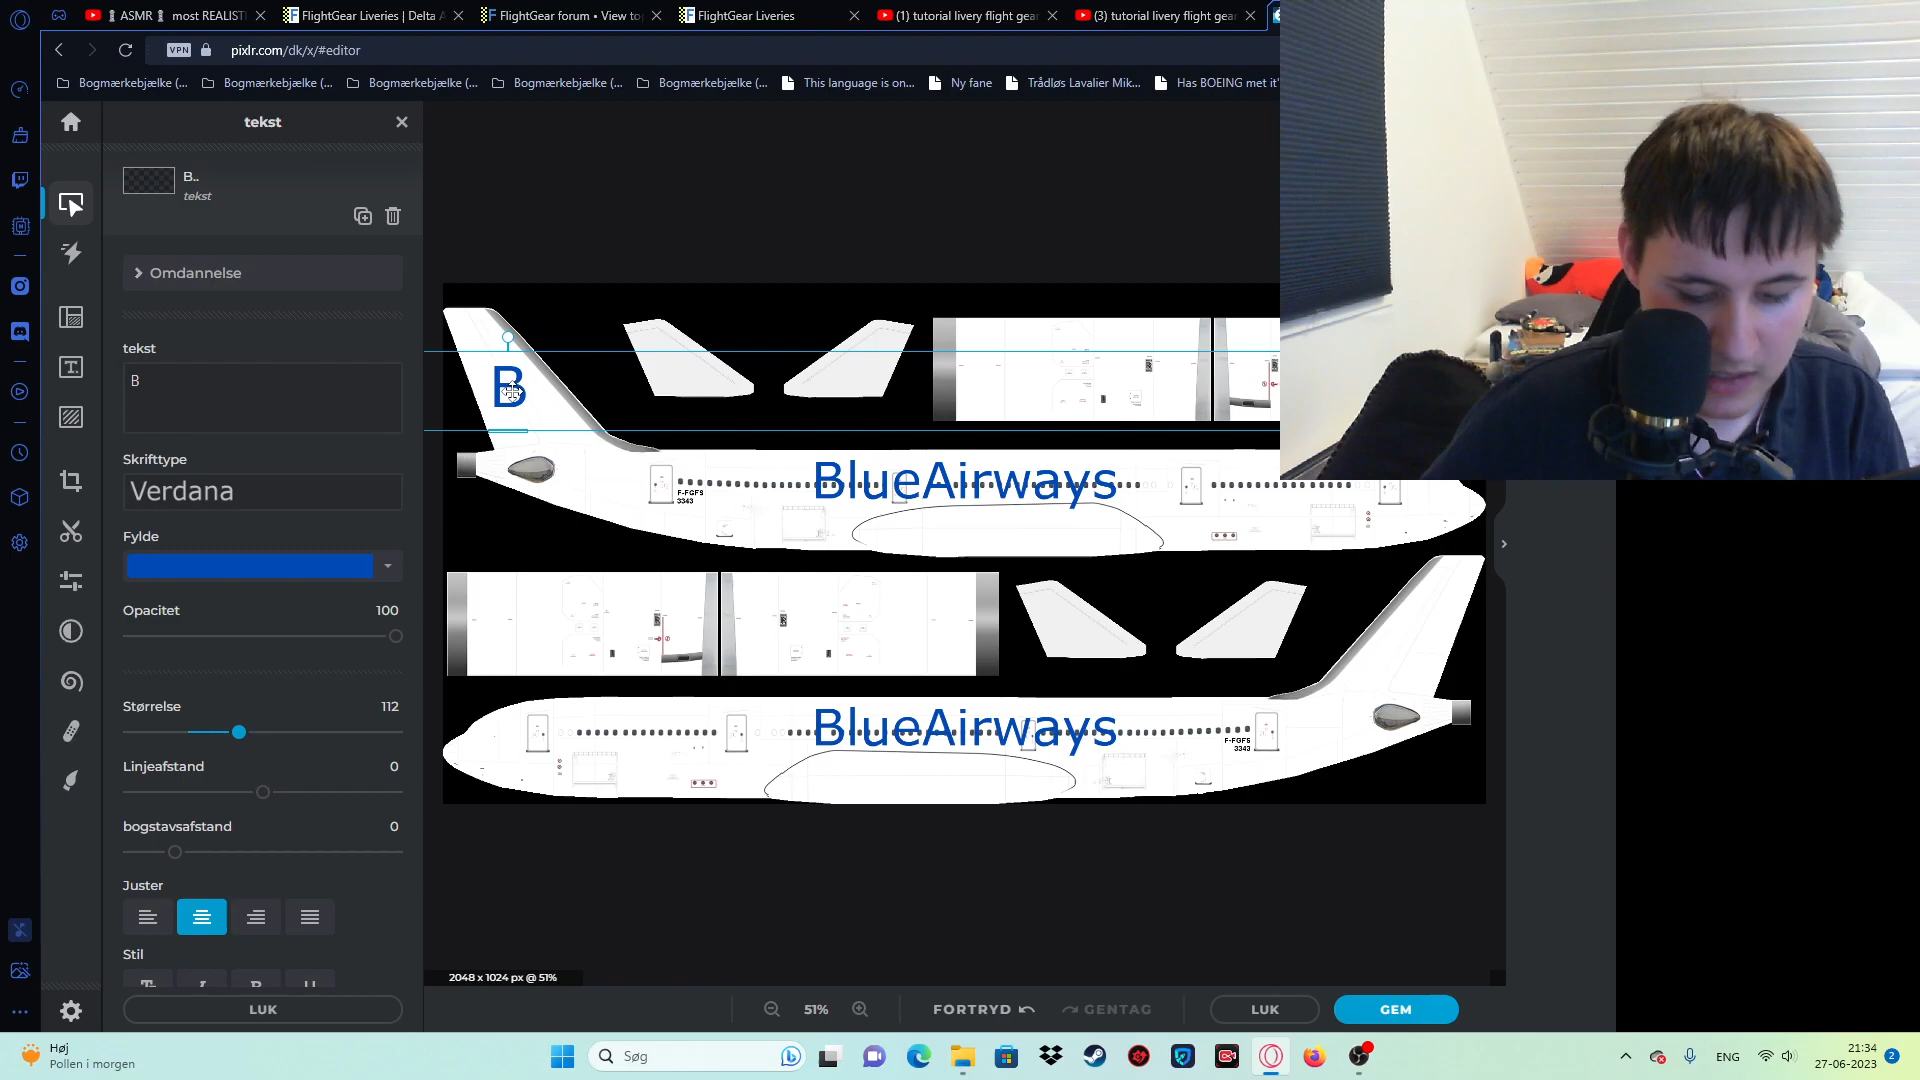 ASMR most REALIST
FlightGear Liveries | Delta A
FlightGear forum • View to
FlightGear Liveries
(1) tutorial livery flight gear
(3) tutorial livery flight gear
VPN
pixlr.com/dk/x/#editor
Bogmærkebjælke (...
Bogmærkebjælke (...
Bogmærkebjælke (...
Bogmærkebjælke (...
Bogmærkebjælke (...
This language is on...
Ny fane
Trådløs Lavalier Mik...
Has BOEING met it'
tekst
B..
tekst
Omdannelse
tekst
B
Skrifttype
Verdana
Fylde
Opacitet 100
Størrelse 112
Linjeafstand 0
bogstavsafstand 0
Juster
Stil
LUK
B
BlueAirways
F-FGFS
3343
BlueAirways
F-FGFS
3343
2048 x 1024 px @ 51%
51%
FORTRYD
GENTAG
LUK
GEM
Høj
Pollen i morgen
Søg
ENG
21:34
27-06-2023
2